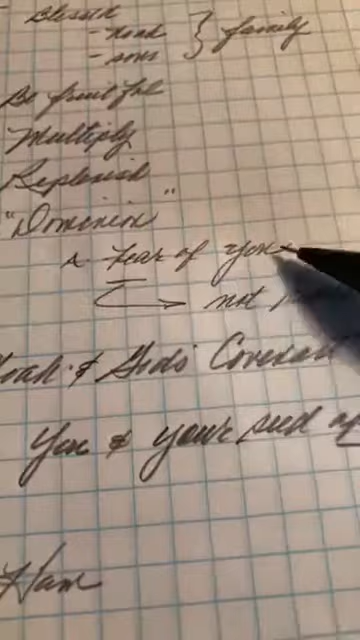 Blessed
- Noah } family
- sons
Be fruitful
Multiply
Replenish
"Dominion"
Fear of you
not
Noah & God's Covenant
You & your seed
Ham